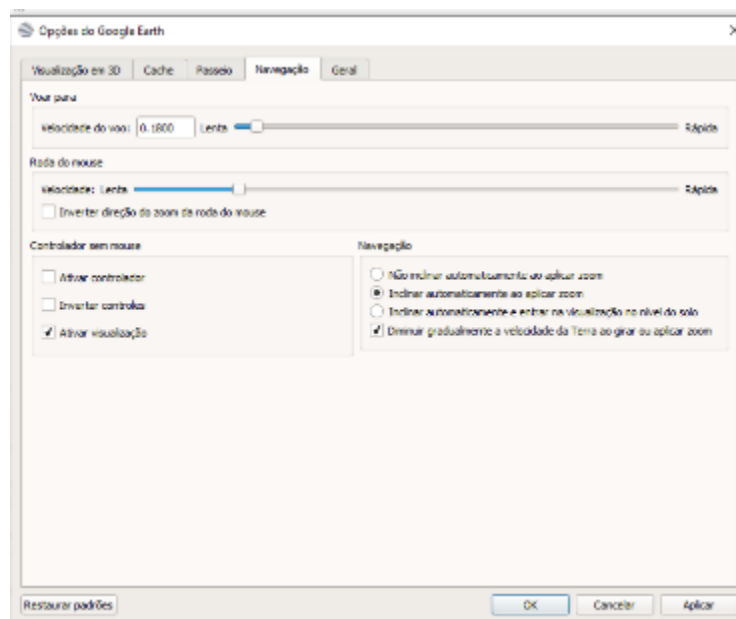 Opções do Google Earth
Visualização em 3D Cache Passeio Navegação Geral
Voar para
Velocidade do voo: 0.1800 Lenta Rápida
Roda do mouse
Velocidade: Lenta Rápida
Inverter direção do zoom da roda do mouse
Controlador sem mouse
Ativar controlador
Inverter controles
Ativar visualização
Navegação
Não inclinar automaticamente ao aplicar zoom
Inclinar automaticamente ao aplicar zoom
Inclinar automaticamente e entrar na visualização no nível do solo
Diminuir gradualmente a velocidade da Terra ao girar ou aplicar zoom
Restaurar padrões OK Cancelar Aplicar